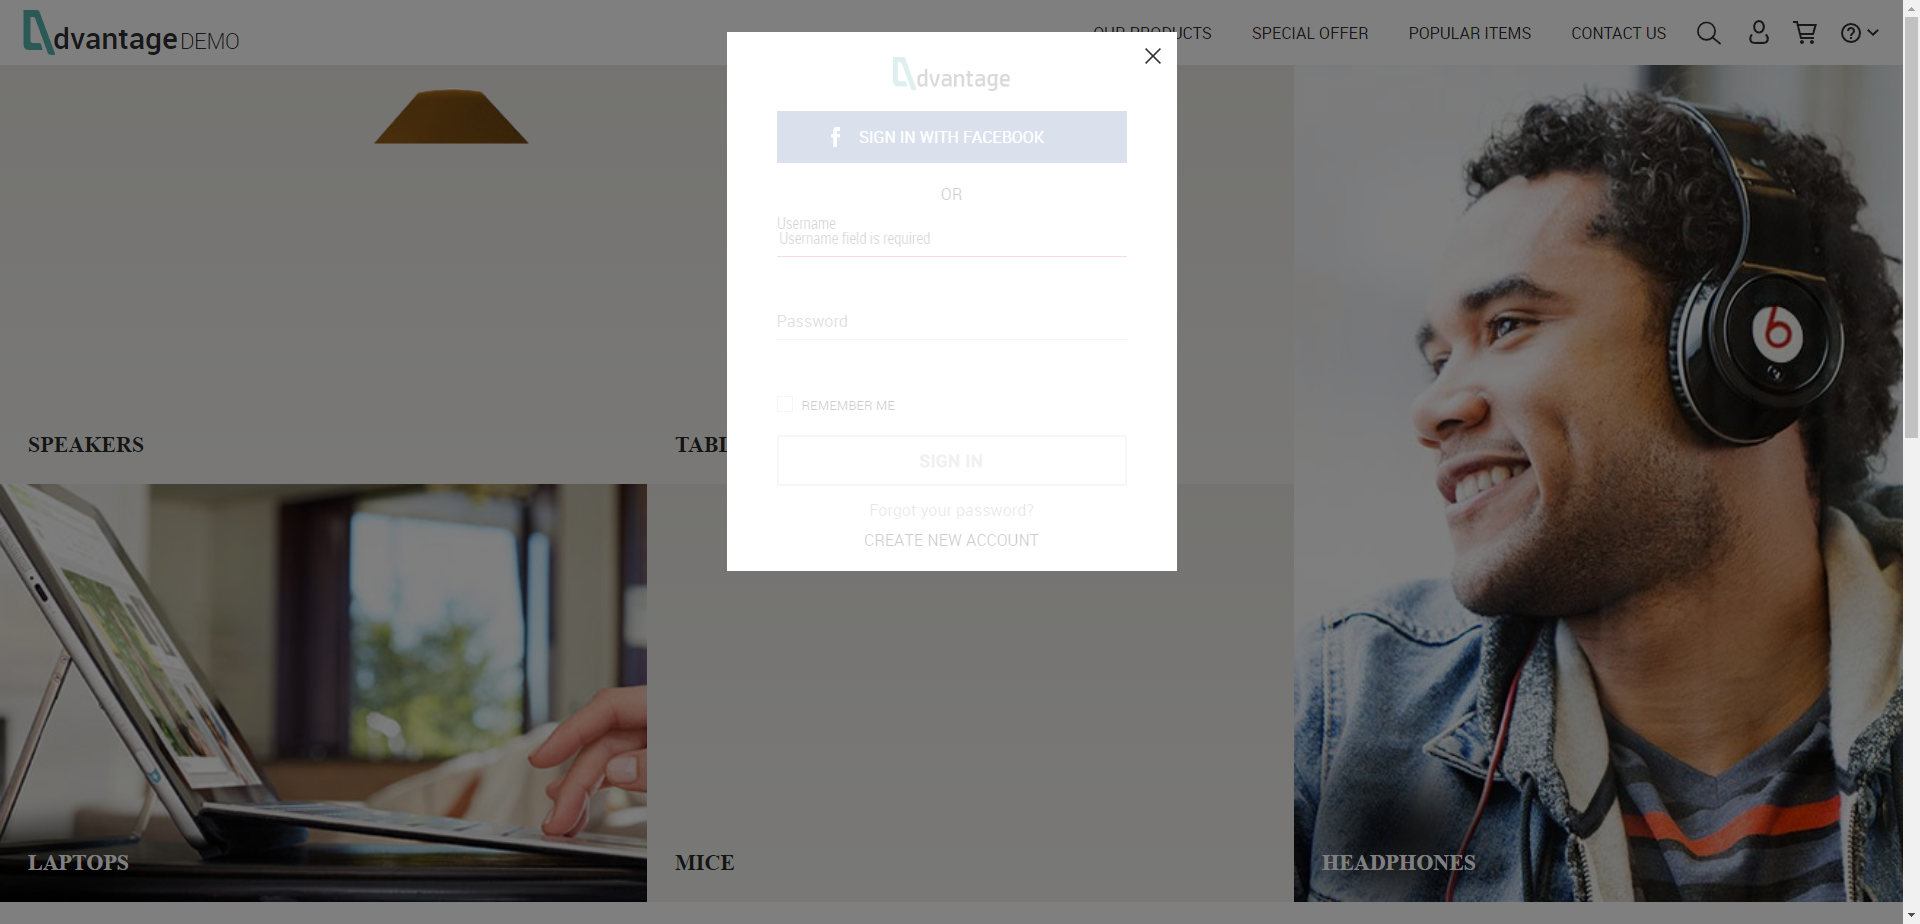 dvantage DEMO
OUR PRODUCTS
SPECIAL OFFER
POPULAR ITEMS
CONTACT US
dvantage
SIGN IN WITH FACEBOOK
OR
Username
Username field is required
Password
REMEMBER ME
SIGN IN
Forgot your password?
CREATE NEW ACCOUNT
SPEAKERS
TABL
LAPTOPS
MICE
HEADPHONES